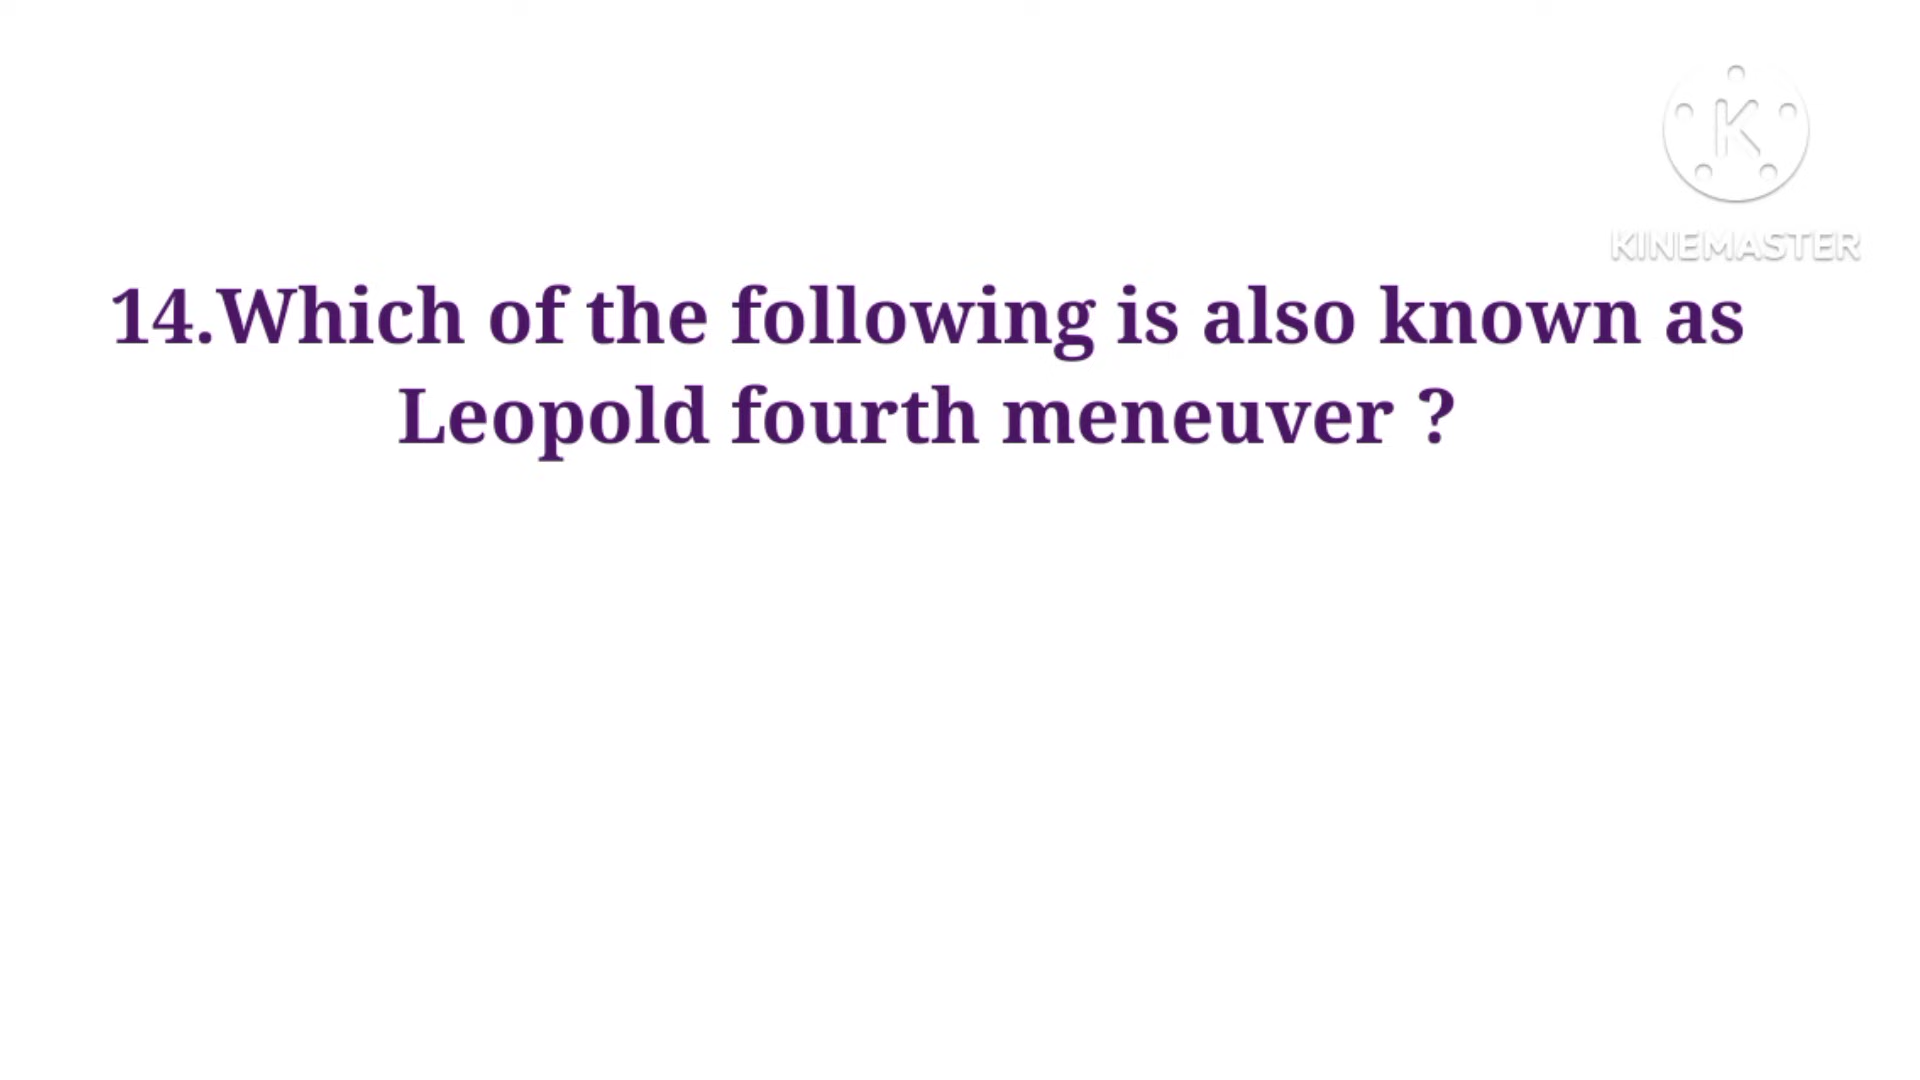 KINEMASTER
14.Which of the following is also known as
Leopold fourth meneuver ?